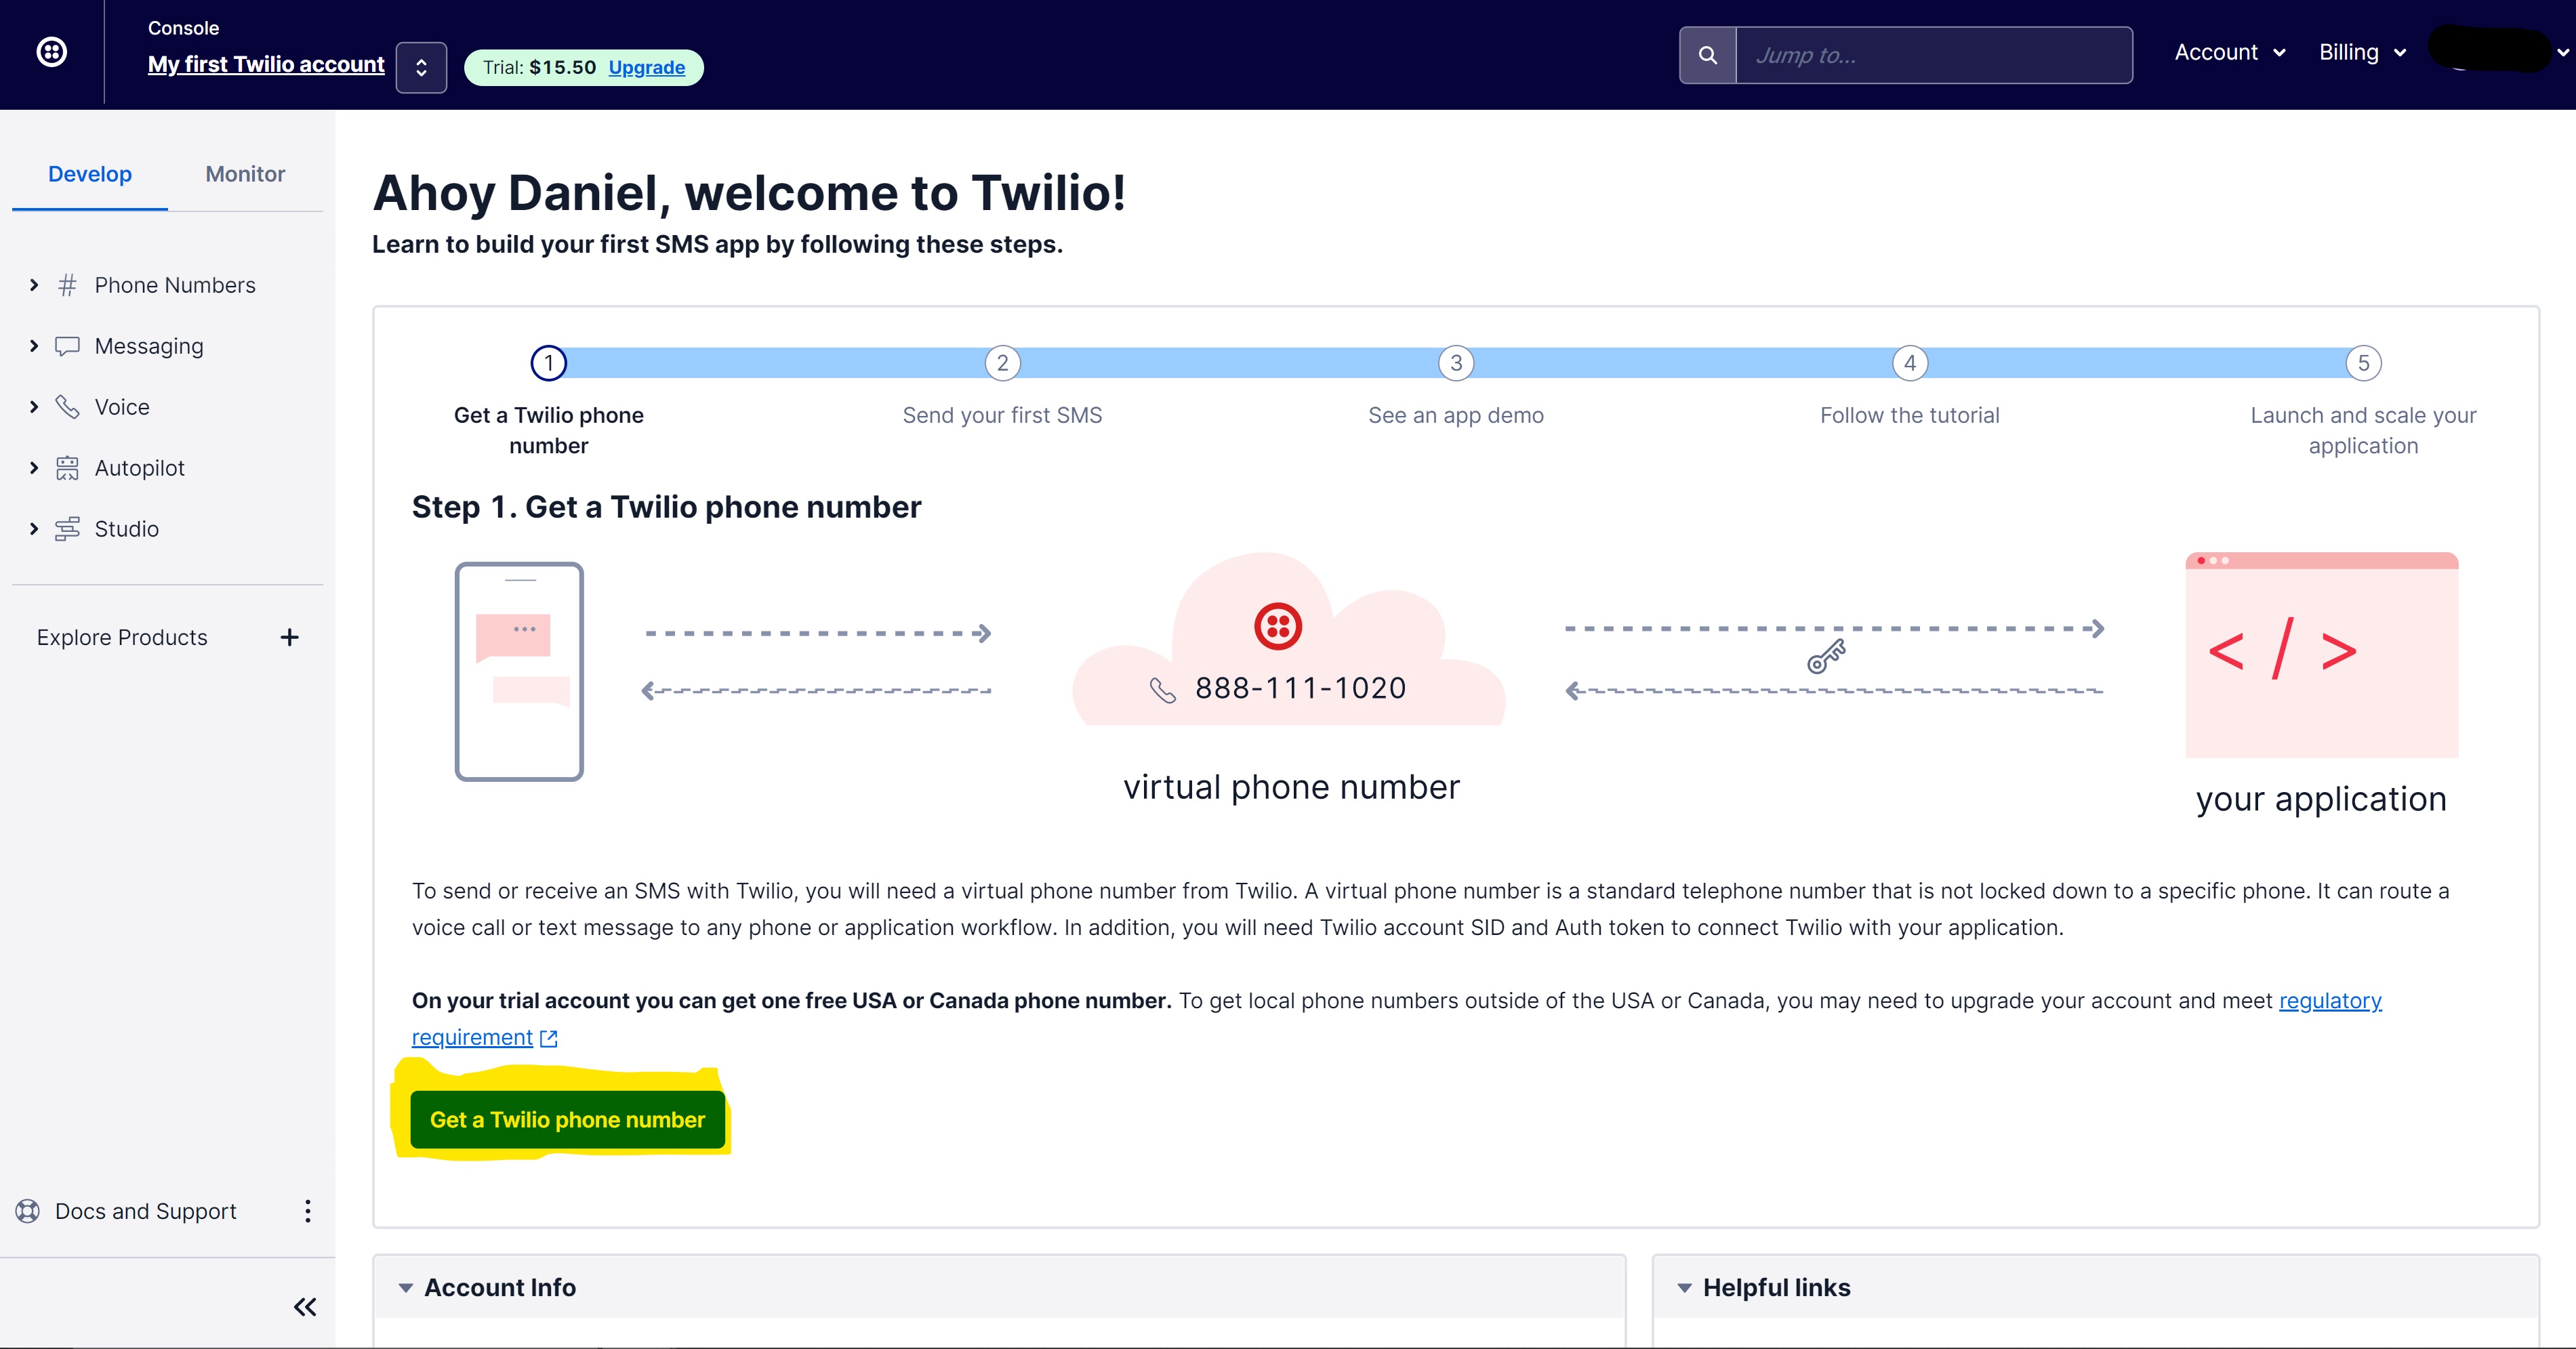 Console
My first Twilio account
Trial: $15.50 Upgrade
Jump to...
Account
Billing
Develop
Monitor
Phone Numbers
Messaging
Voice
Autopilot
Studio
Explore Products
Docs and Support
Ahoy Daniel, welcome to Twilio!
Learn to build your first SMS app by following these steps.
1
Get a Twilio phone
number
2
Send your first SMS
3
See an app demo
4
Follow the tutorial
5
Launch and scale your
application
Step 1. Get a Twilio phone number
888-111-1020
virtual phone number
< / >
your application
To send or receive an SMS with Twilio, you will need a virtual phone number from Twilio. A virtual phone number is a standard telephone number that is not locked down to a specific phone. It can route a
voice call or text message to any phone or application workflow. In addition, you will need Twilio account SID and Auth token to connect Twilio with your application.
On your trial account you can get one free USA or Canada phone number. To get local phone numbers outside of the USA or Canada, you may need to upgrade your account and meet regulatory
requirement
Get a Twilio phone number
Account Info
Helpful links